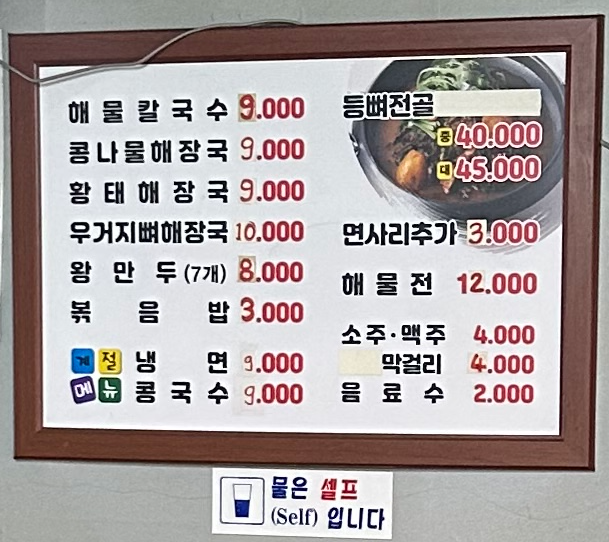 해물칼국수 9.000
콩나물해장국 9.000
황태해장국 9.000
우거지뼈해장국 10.000
왕만두(7개) 8.000
볶음밥 3.000
계절 냉면 9.000
메뉴 콩국수 9.000
등뼈전골
중 40.000
대 45.000
면사리추가 3.000
해물전 12.000
소주·맥주 4.000
막걸리 4.000
음료수 2.000
물은 셀프
(Self) 입니다